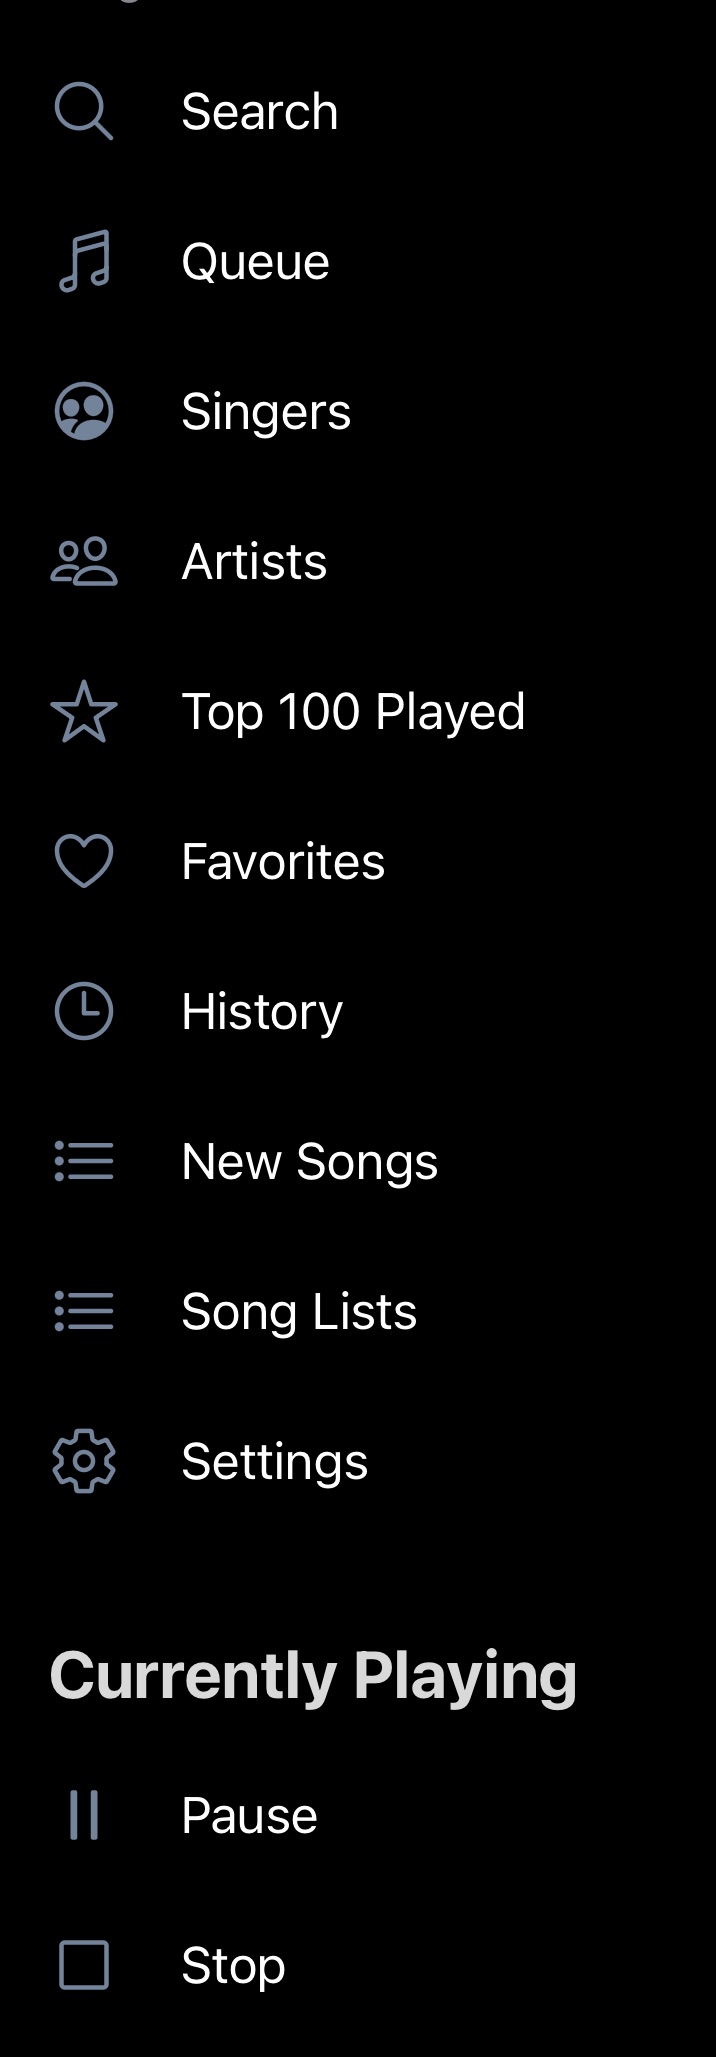 Search
Queue
Singers
Artists
Top 100 Played
Favorites
History
New Songs
Song Lists
Settings
Currently Playing
Pause
Stop